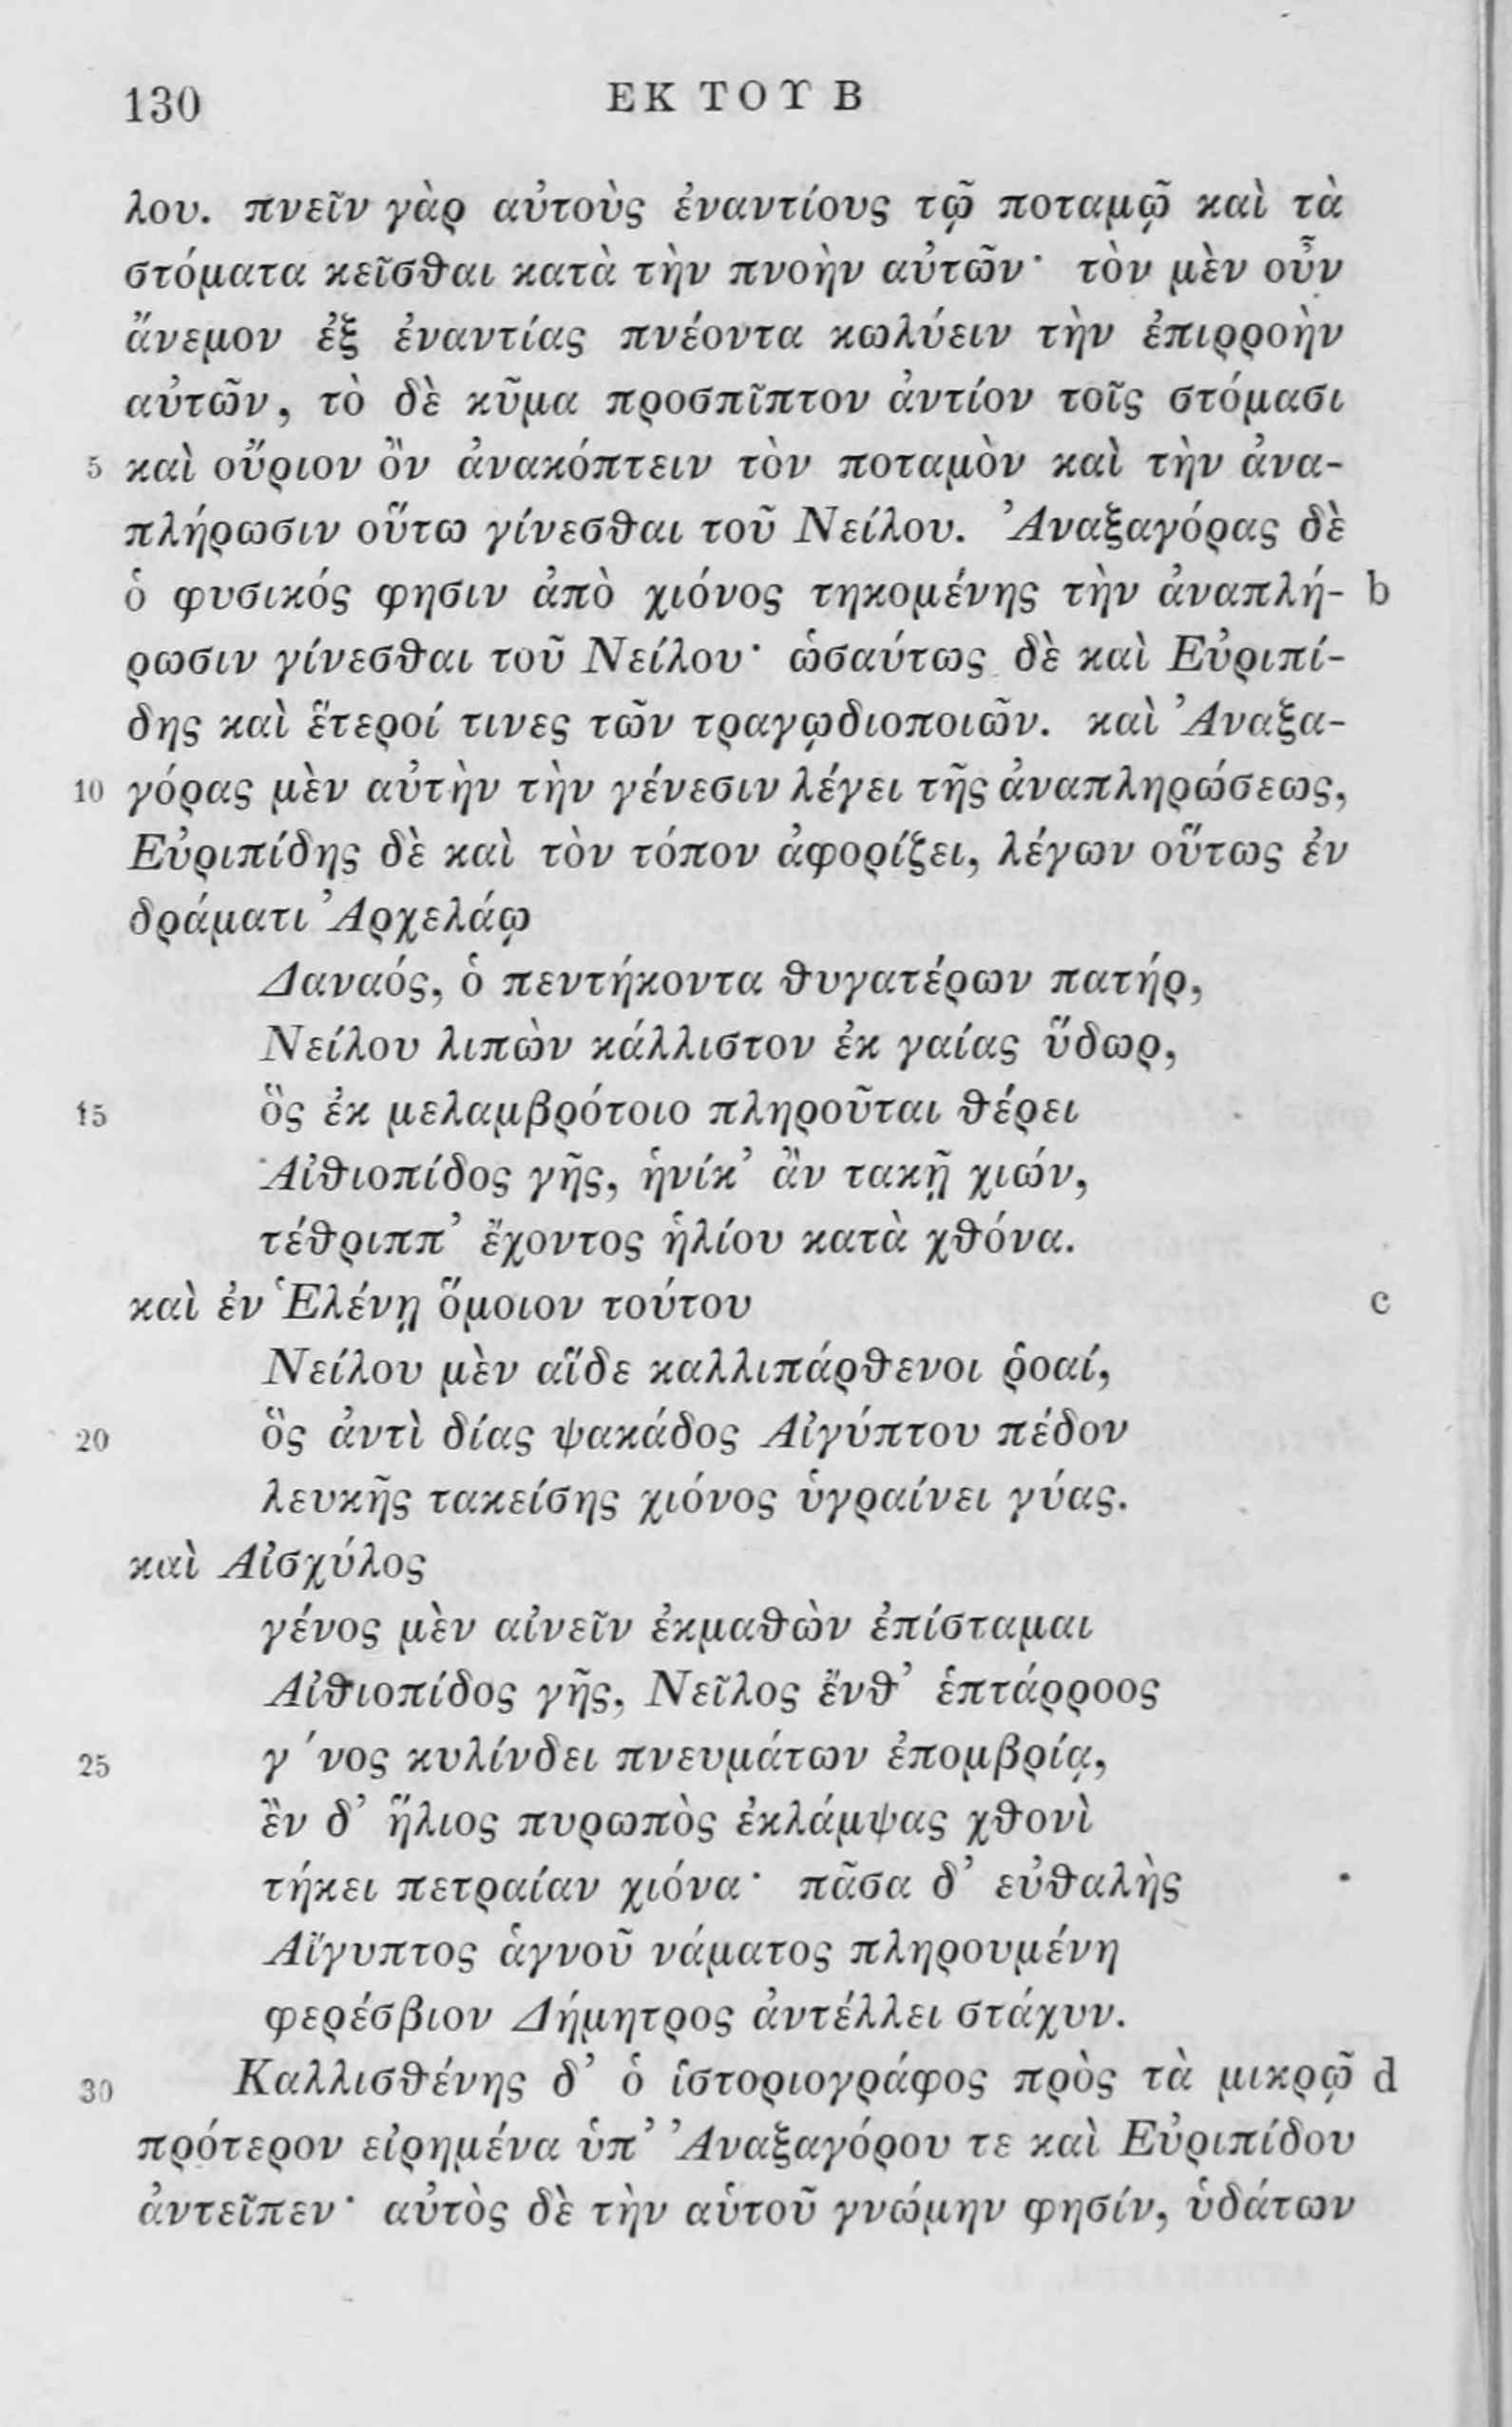 130 ΕΚ ΤΟΥ Β
λου. πνεῖν γὰρ αὐτοὺς ἐναντίους τῷ ποταμῷ καὶ τὰ
στόματα κεῖσθαι κατὰ τὴν πνοὴν αὐτῶν· τὸν μὲν οὖν
ἄνεμον ἐξ ἐναντίας πνέοντα κωλύειν τὴν ἐπιρροὴν
αὐτῶν, τὸ δὲ κῦμα προσπῖπτον ἀντίον τοῖς στόμασι
5 καὶ οὔριον ὂν ἀνακόπτειν τὸν ποταμὸν καὶ τὴν ἀνα-
πλήρωσιν οὕτω γίνεσθαι τοῦ Νείλου. Ἀναξαγόρας δὲ
ὁ φυσικός φησιν ἀπὸ χιόνος τηκομένης τὴν ἀναπλή- b
ρωσιν γίνεσθαι τοῦ Νείλου· ὡσαύτως δὲ καὶ Εὐριπί-
δης καὶ ἕτεροί τινες τῶν τραγῳδιοποιῶν. καὶ Ἀναξα-
10 γόρας μὲν αὐτὴν τὴν γένεσιν λέγει τῆς ἀναπληρώσεως,
Εὐριπίδης δὲ καὶ τὸν τόπον ἀφορίζει, λέγων οὕτως ἐν
δράματι Ἀρχελάῳ
Δαναός, ὁ πεντήκοντα θυγατέρων πατήρ,
Νείλου λιπὼν κάλλιστον ἐκ γαίας ὕδωρ,
15 ὃς ἐκ μελαμβρότοιο πληροῦται θέρει
Αἰθιοπίδος γῆς, ἡνίκ’ ἂν τακῇ χιών,
τέθριππ’ ἔχοντος ἡλίου κατὰ χθόνα.
καὶ ἐν Ἑλένῃ ὅμοιον τούτου c
Νείλου μὲν αἵδε καλλιπάρθενοι ῥοαί,
20 ὃς ἀντὶ δίας ψακάδος Αἰγύπτου πέδον
λευκῆς τακείσης χιόνος ὑγραίνει γύας.
καὶ Αἰσχύλος
γένος μὲν αἰνεῖν ἐκμαθὼν ἐπίσταμαι
Αἰθιοπίδος γῆς, Νεῖλος ἔνθ’ ἑπτάρροος
25 γ´νος κυλίνδει πνευμάτων ἐπομβρίᾳ,
ἓν δ’ ἥλιος πυρωπὸς ἐκλάμψας χθονὶ
τήκει πετραίαν χιόνα· πᾶσα δ’ εὐθαλὴς
Αἴγυπτος ἁγνοῦ νάματος πληρουμένη
φερέσβιον Δήμητρος ἀντέλλει στάχυν.
30 Καλλισθένης δ’ ὁ ἱστοριογράφος πρὸς τὰ μικρῷ d
πρότερον εἰρημένα ὑπ’ Ἀναξαγόρου τε καὶ Εὐριπίδου
ἀντεῖπεν· αὐτὸς δὲ τὴν αὑτοῦ γνώμην φησίν, ὑδάτων